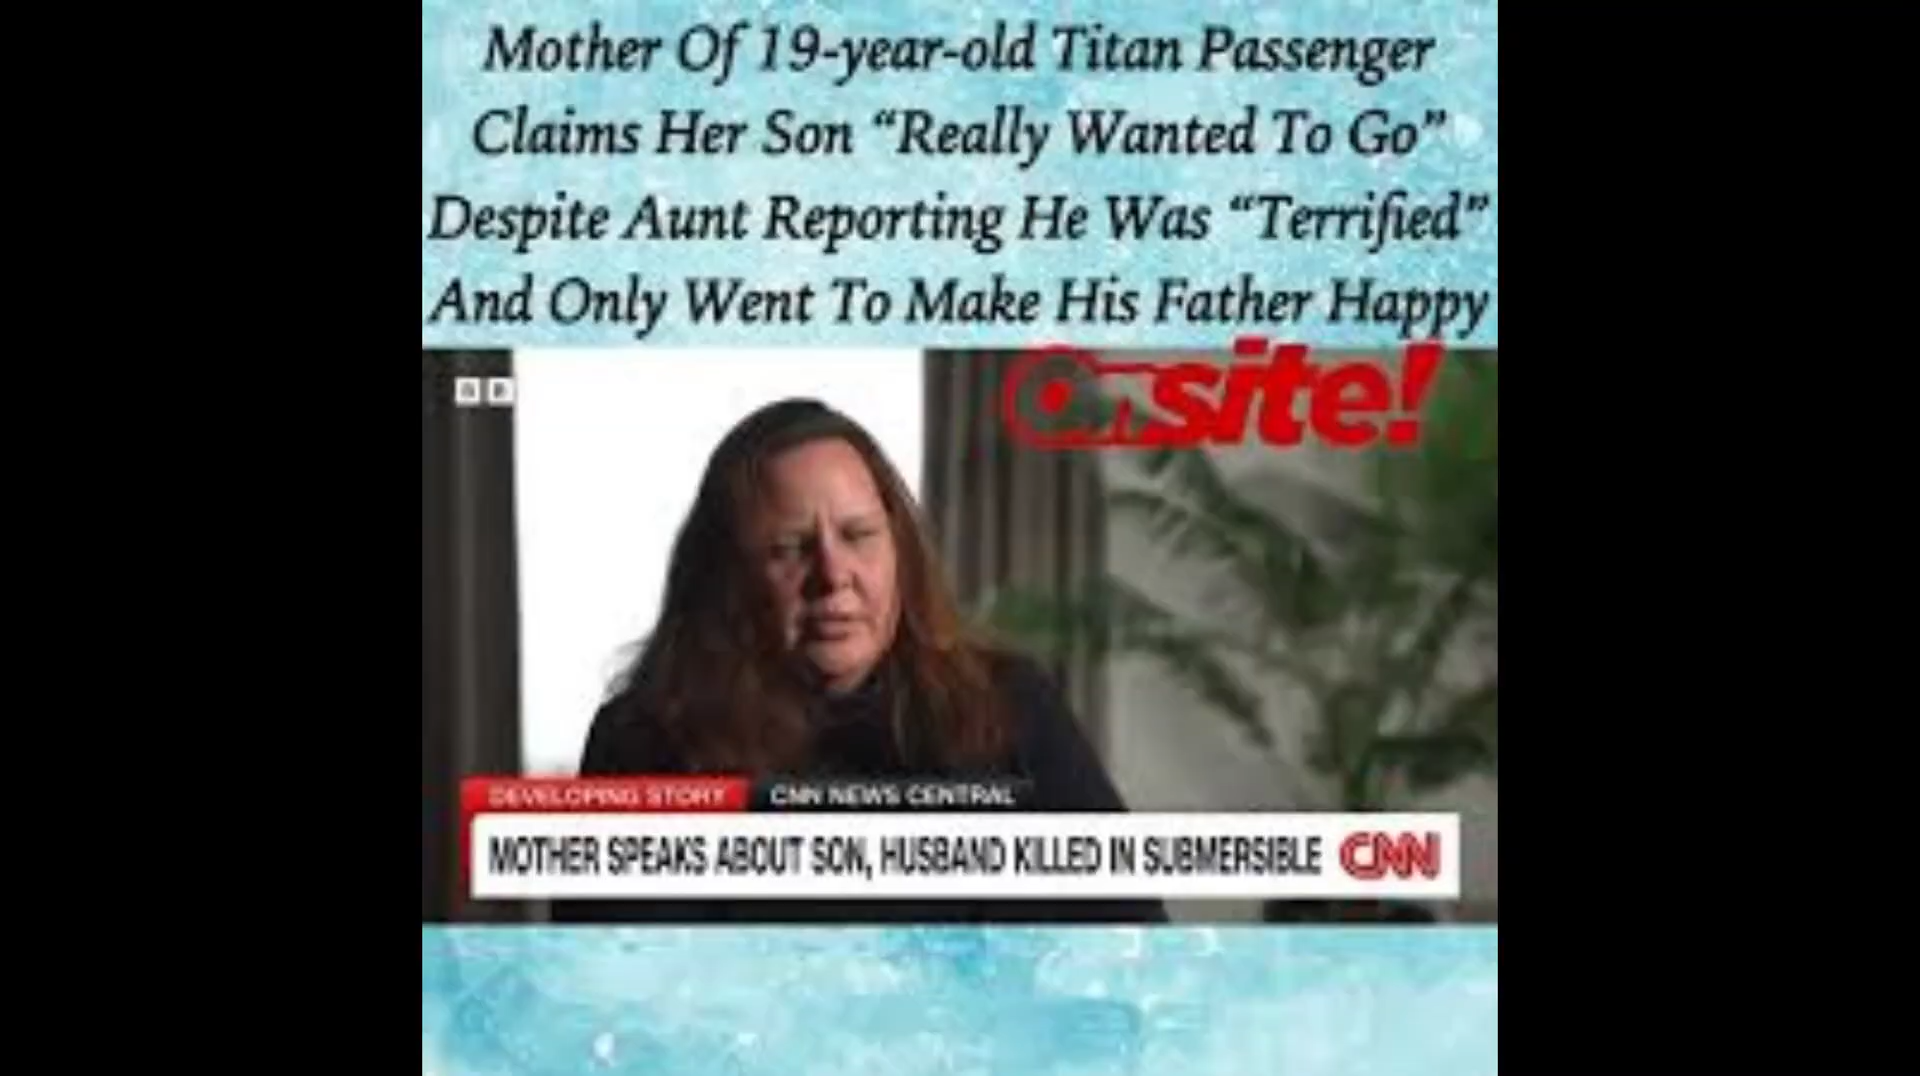 Mother Of 19-year-old Titan Passenger
Claims Her Son “Really Wanted To Go”
Despite Aunt Reporting He Was “Terrified”
And Only Went To Make His Father Happy
Onsite!
B B
DEVELOPING STORY CNN NEWS CENTRAL
MOTHER SPEAKS ABOUT SON, HUSBAND KILLED IN SUBMERSIBLE CNN